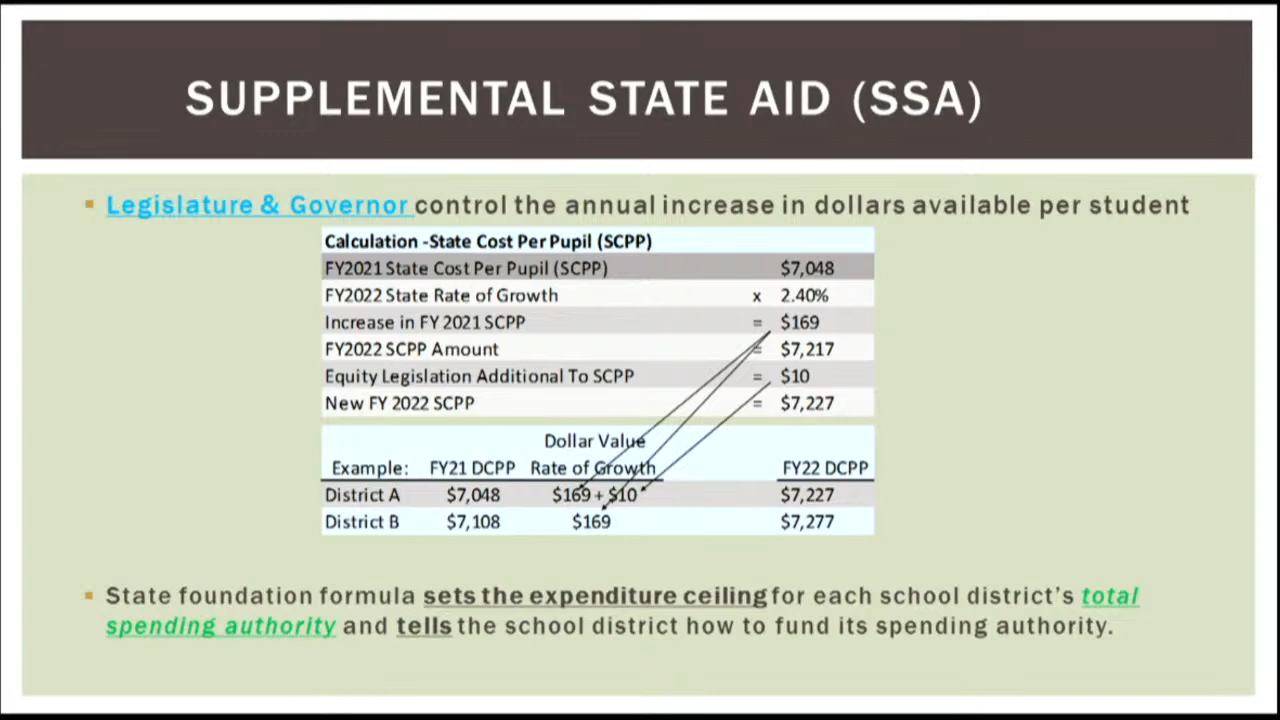 SUPPLEMENTAL STATE AID (SSA)
Legislature & Governor control the annual increase in dollars available per student
Calculation -State Cost Per Pupil (SCPP)
FY2021 State Cost Per Pupil (SCPP) $7,048
FY2022 State Rate of Growth x 2.40%
Increase in FY 2021 SCPP = $169
FY2022 SCPP Amount = $7,217
Equity Legislation Additional To SCPP = $10
New FY 2022 SCPP = $7,227
Dollar Value
Example: FY21 DCPP Rate of Growth FY22 DCPP
District A $7,048 $169 + $10 $7,227
District B $7,108 $169 $7,277
State foundation formula sets the expenditure ceiling for each school district's total
spending authority and tells the school district how to fund its spending authority.